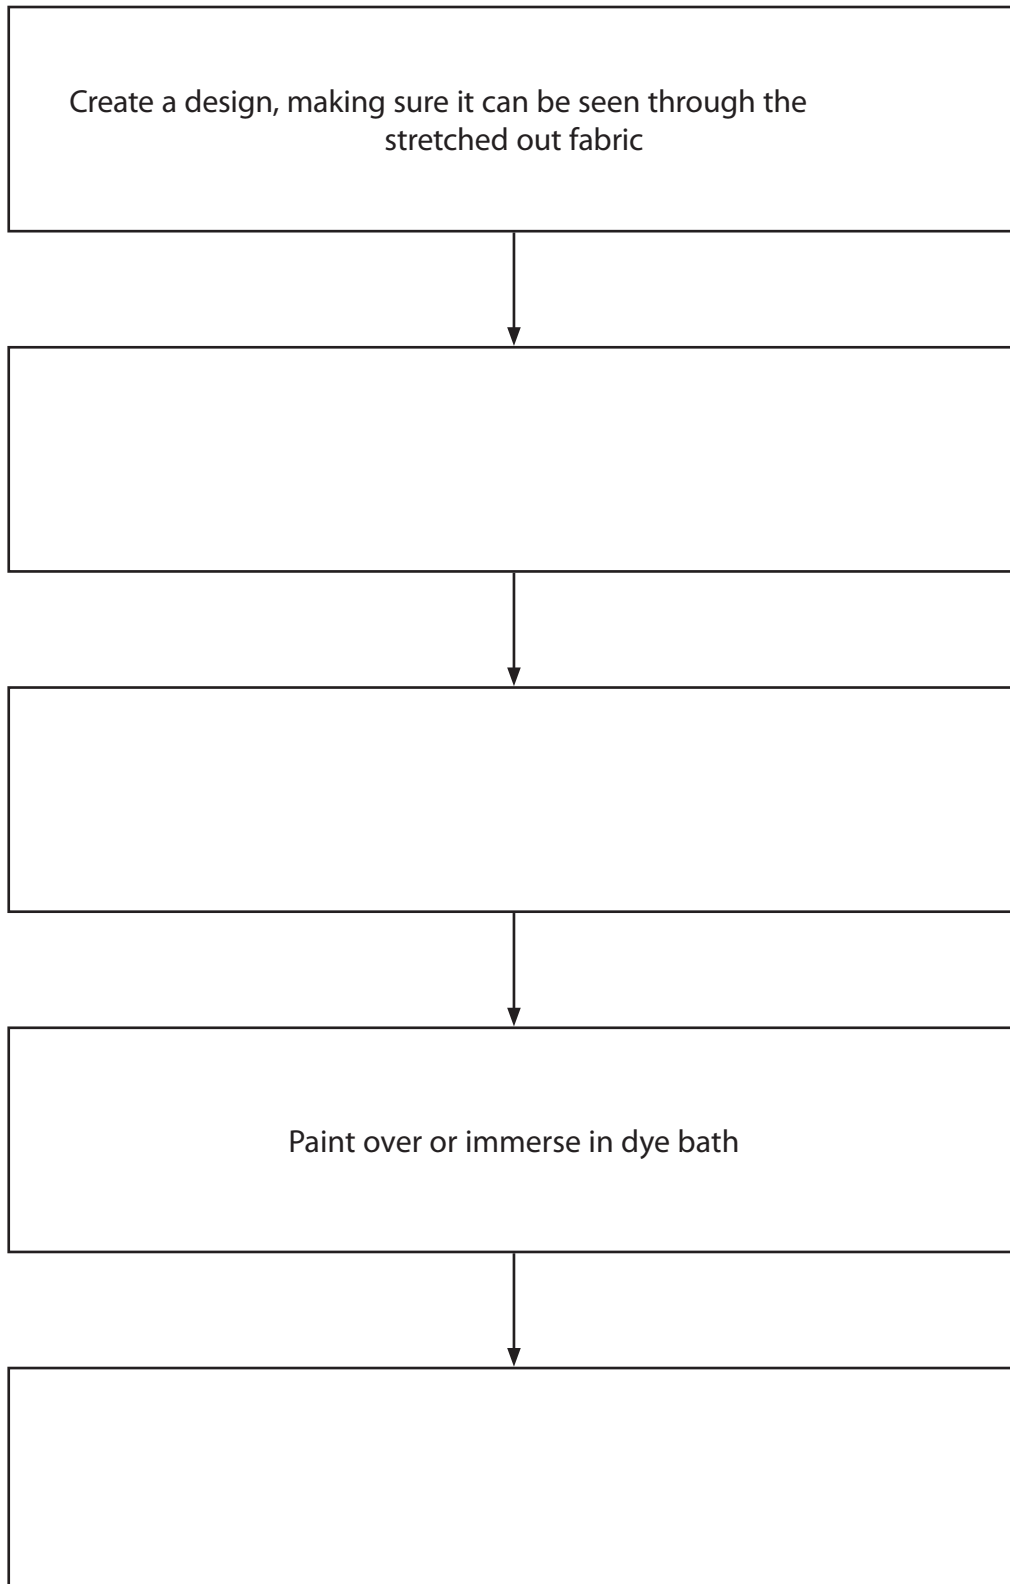 Create a design, making sure it can be seen through the
stretched out fabric
Paint over or immerse in dye bath